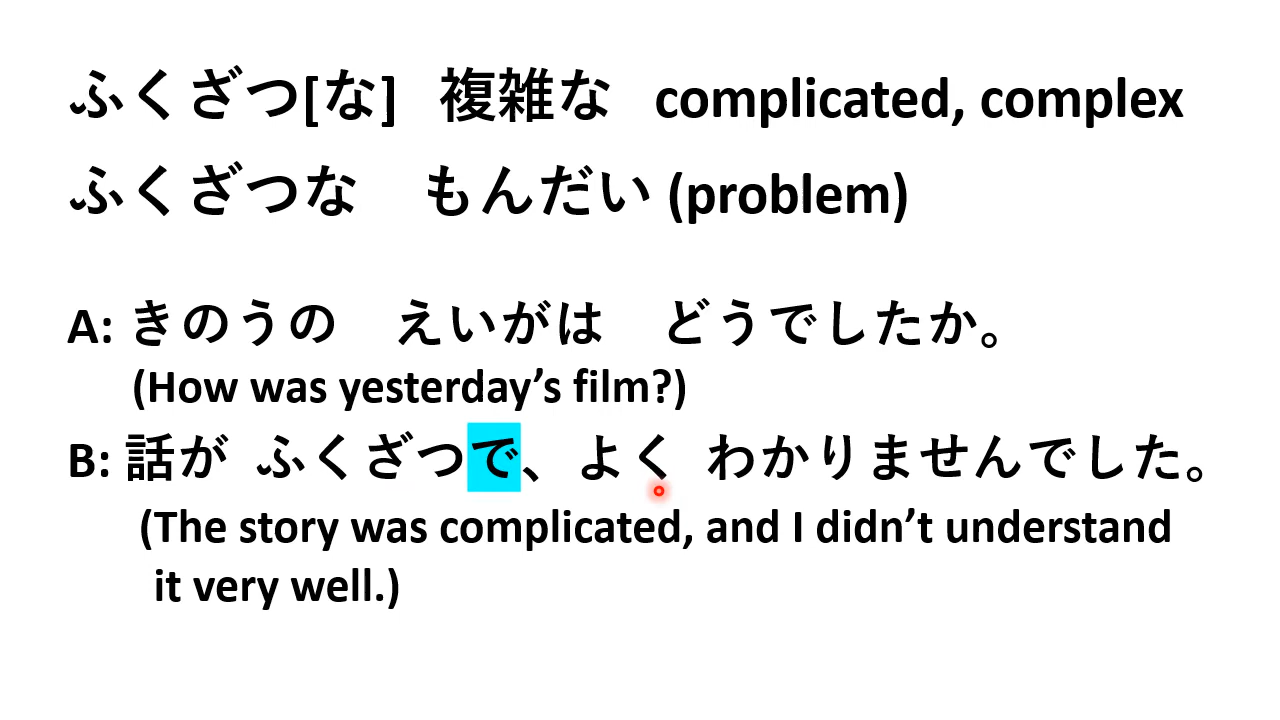 ふくざつ[な] 複雑な complicated, complex
ふくざつな もんだい (problem)
A: きのうの えいがは どうでしたか。
(How was yesterday’s film?)
B: 話が ふくざつで、よく わかりませんでした。
(The story was complicated, and I didn’t understand
it very well.)